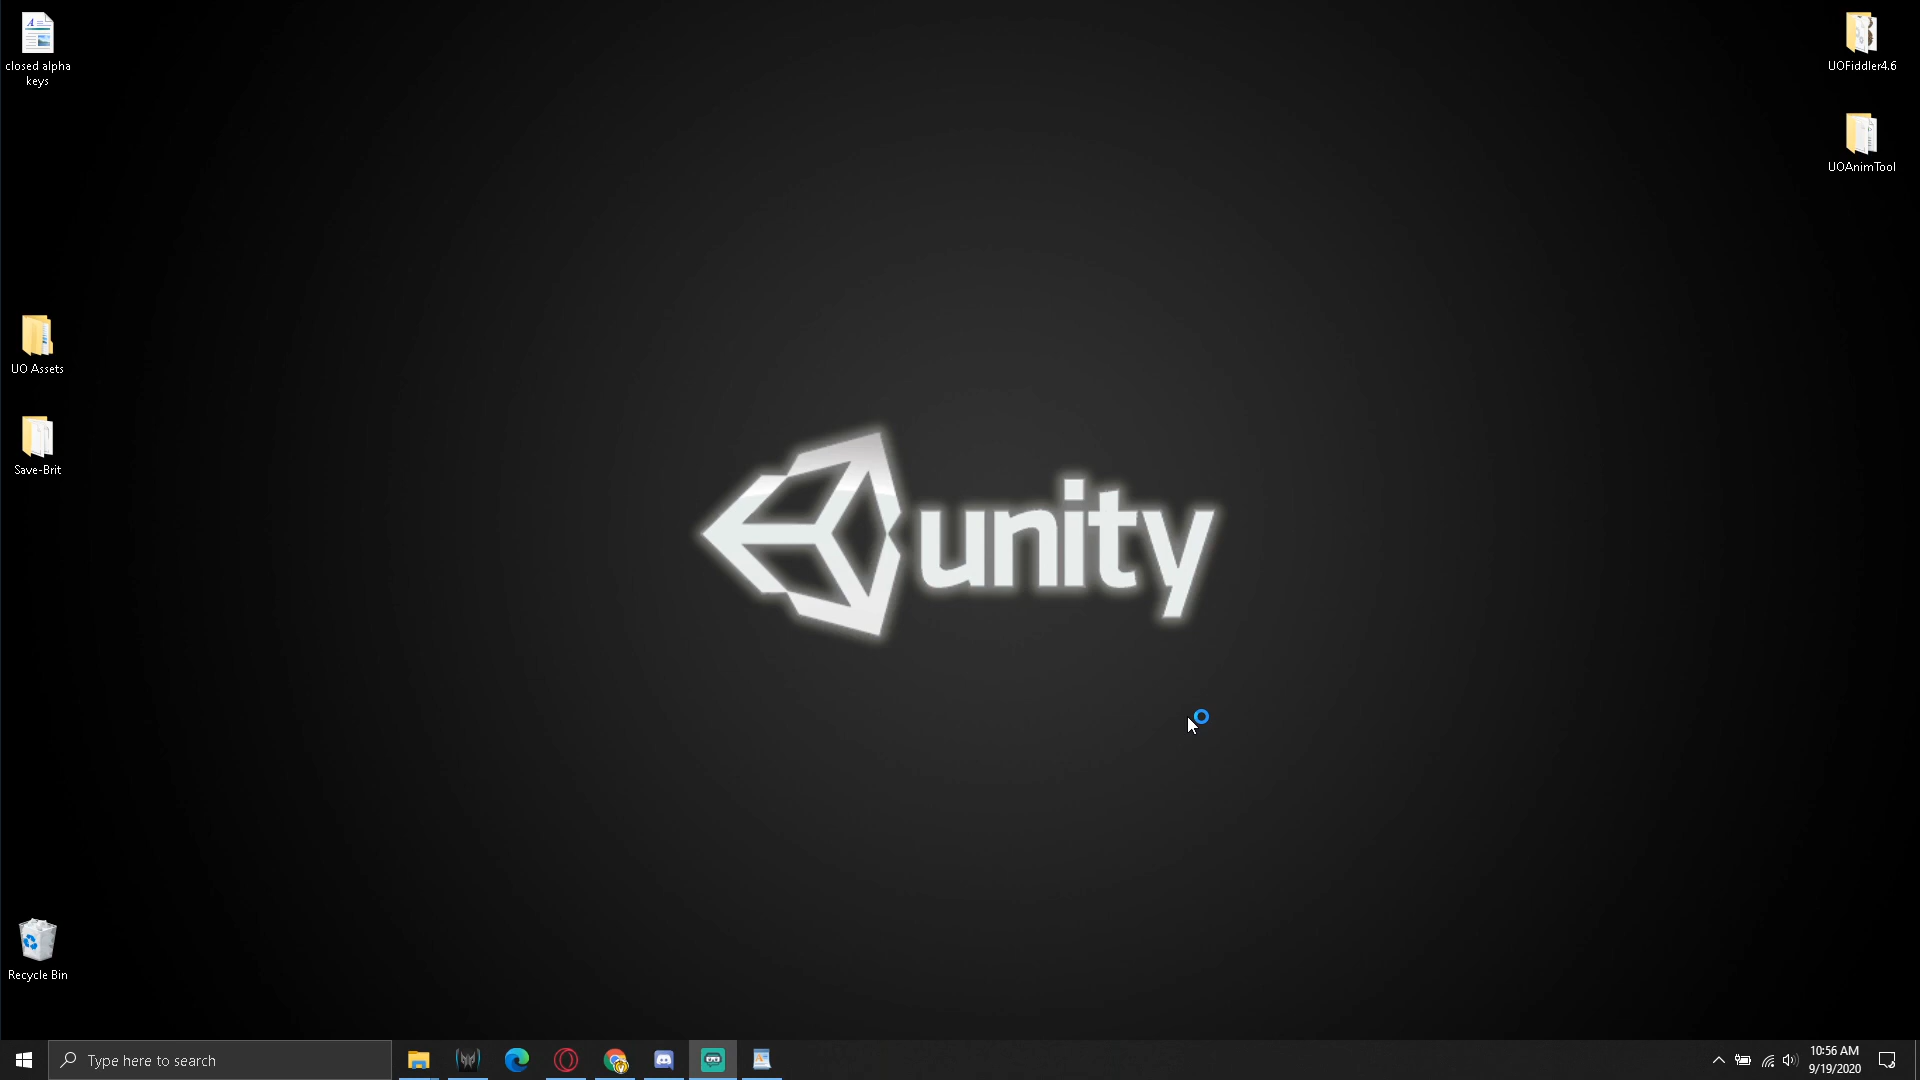 closed alpha
keys
UOFiddler4.6
UOAnimTool
UO Assets
Save-Brit
unity
Recycle Bin
Type here to search
10:56 AM
9/19/2020